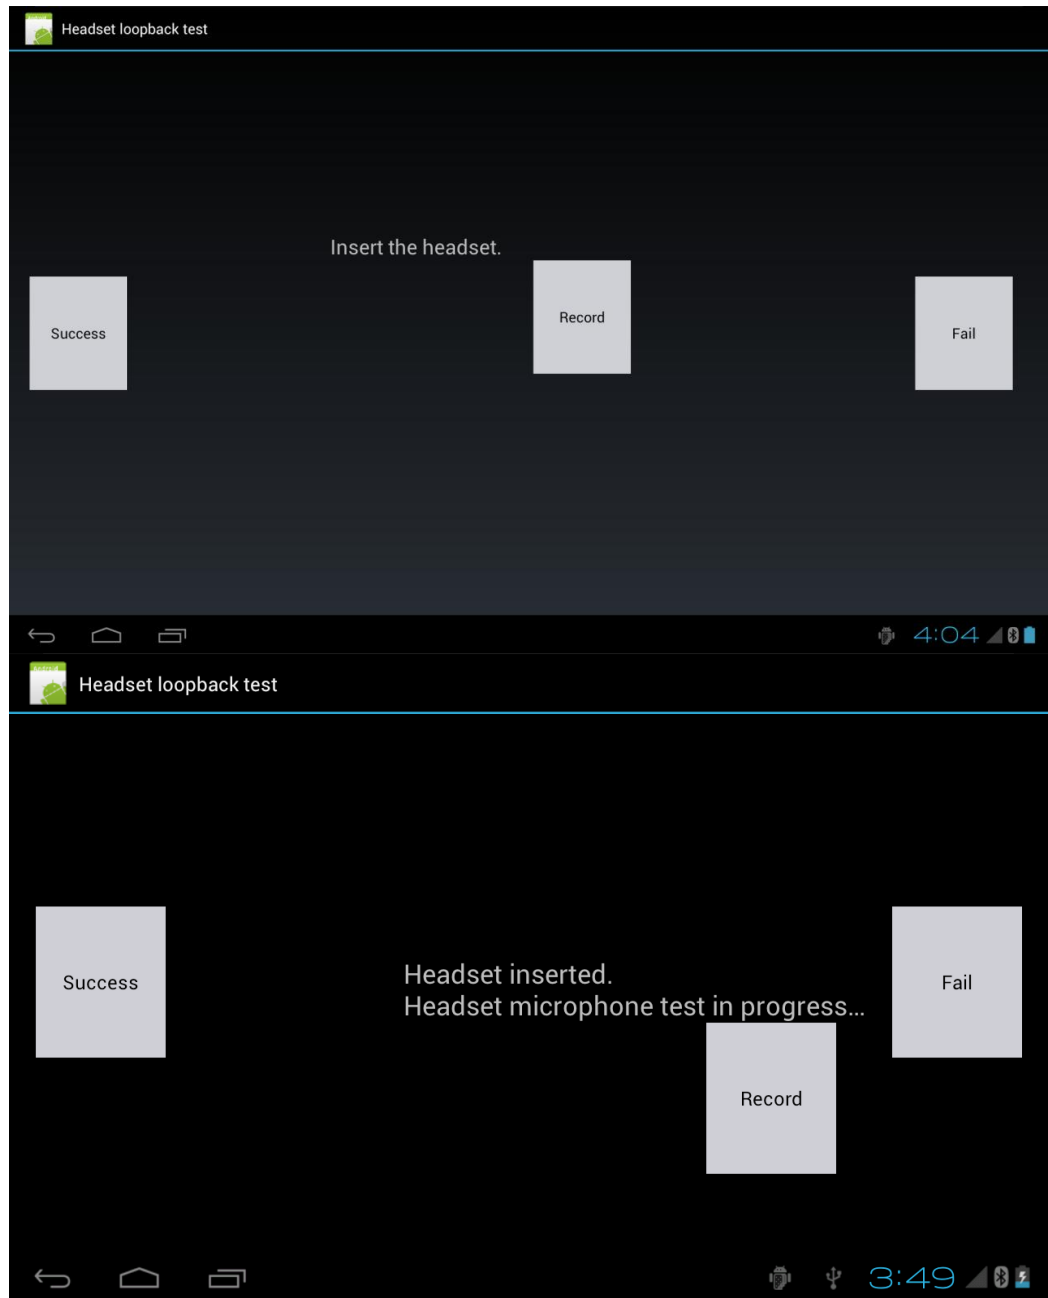 Headset loopback test
Insert the headset.
Success
Record
Fail
4:04
Headset loopback test
Success
Headset inserted.
Headset microphone test in progress...
Fail
Record
3:49